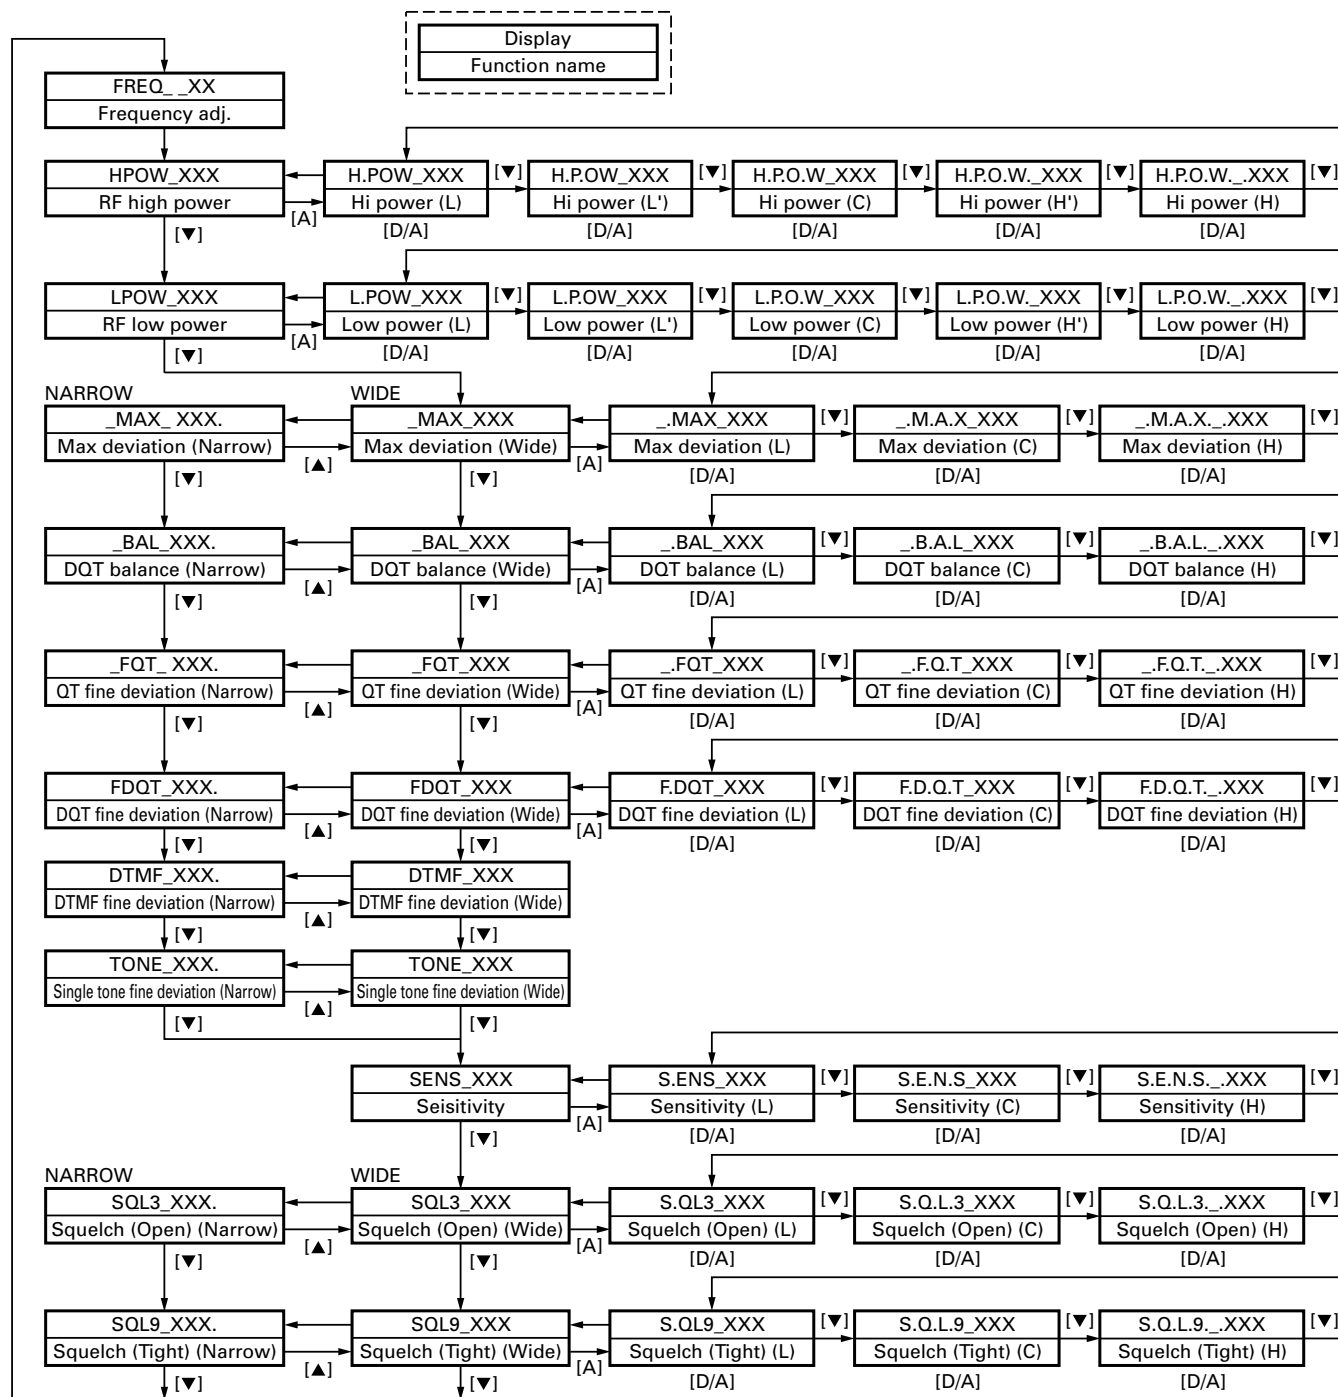 Display
Function name
FREQ_ _XX
Frequency adj.
HPOW_XXX H.POW_XXX [▼] H.P.OW_XXX [▼] H.P.O.W_XXX [▼] H.P.O.W._XXX [▼] H.P.O.W._.XXX [▼]
RF high power Hi power (L) Hi power (L') Hi power (C) Hi power (H') Hi power (H)
[▼] [A] [D/A] [D/A] [D/A] [D/A] [D/A]
LPOW_XXX L.POW_XXX [▼] L.P.OW_XXX [▼] L.P.O.W_XXX [▼] L.P.O.W._XXX [▼] L.P.O.W._.XXX [▼]
RF low power Low power (L) Low power (L') Low power (C) Low power (H') Low power (H)
[▼] [A] [D/A] [D/A] [D/A] [D/A] [D/A]
NARROW WIDE
_MAX_ XXX. _MAX_XXX _.MAX_XXX [▼] _.M.A.X_XXX [▼] _.M.A.X._.XXX [▼]
Max deviation (Narrow) Max deviation (Wide) Max deviation (L) Max deviation (C) Max deviation (H)
[▼] [▲] [▼] [A] [D/A] [D/A] [D/A]
_BAL_XXX. _BAL_XXX _.BAL_XXX [▼] _.B.A.L_XXX [▼] _.B.A.L._.XXX [▼]
DQT balance (Narrow) DQT balance (Wide) DQT balance (L) DQT balance (C) DQT balance (H)
[▼] [▲] [▼] [A] [D/A] [D/A] [D/A]
_FQT_ XXX. _FQT_XXX _.FQT_XXX [▼] _.F.Q.T_XXX [▼] _.F.Q.T._.XXX [▼]
QT fine deviation (Narrow) QT fine deviation (Wide) QT fine deviation (L) QT fine deviation (C) QT fine deviation (H)
[▼] [▲] [▼] [A] [D/A] [D/A] [D/A]
FDQT_XXX. FDQT_XXX F.DQT_XXX [▼] F.D.Q.T_XXX [▼] F.D.Q.T._.XXX [▼]
DQT fine deviation (Narrow) DQT fine deviation (Wide) DQT fine deviation (L) DQT fine deviation (C) DQT fine deviation (H)
[▼] [▲] [▼] [A] [D/A] [D/A] [D/A]
DTMF_XXX. DTMF_XXX
DTMF fine deviation (Narrow) DTMF fine deviation (Wide)
[▼] [▲] [▼]
TONE_XXX. TONE_XXX
Single tone fine deviation (Narrow) Single tone fine deviation (Wide)
[▼] [▲] [▼]
SENS_XXX S.ENS_XXX [▼] S.E.N.S_XXX [▼] S.E.N.S._.XXX [▼]
Seisitivity Sensitivity (L) Sensitivity (C) Sensitivity (H)
[▼] [A] [D/A] [D/A] [D/A]
NARROW WIDE
SQL3_XXX. SQL3_XXX S.QL3_XXX [▼] S.Q.L.3_XXX [▼] S.Q.L.3._.XXX [▼]
Squelch (Open) (Narrow) Squelch (Open) (Wide) Squelch (Open) (L) Squelch (Open) (C) Squelch (Open) (H)
[▼] [▲] [▼] [A] [D/A] [D/A] [D/A]
SQL9_XXX. SQL9_XXX S.QL9_XXX [▼] S.Q.L.9_XXX [▼] S.Q.L.9._.XXX [▼]
Squelch (Tight) (Narrow) Squelch (Tight) (Wide) Squelch (Tight) (L) Squelch (Tight) (C) Squelch (Tight) (H)
[▼] [▲] [▼] [A] [D/A] [D/A] [D/A]